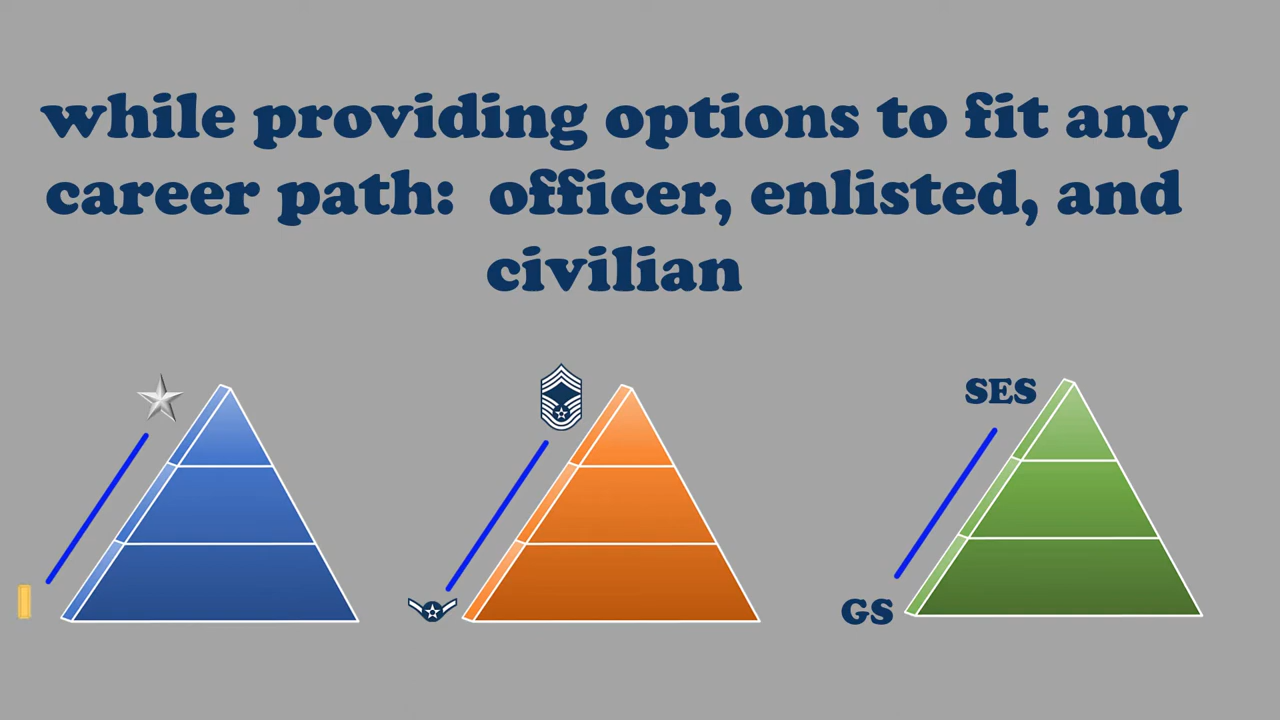 while providing options to fit any
career path:  officer, enlisted, and
civilian
SES
GS